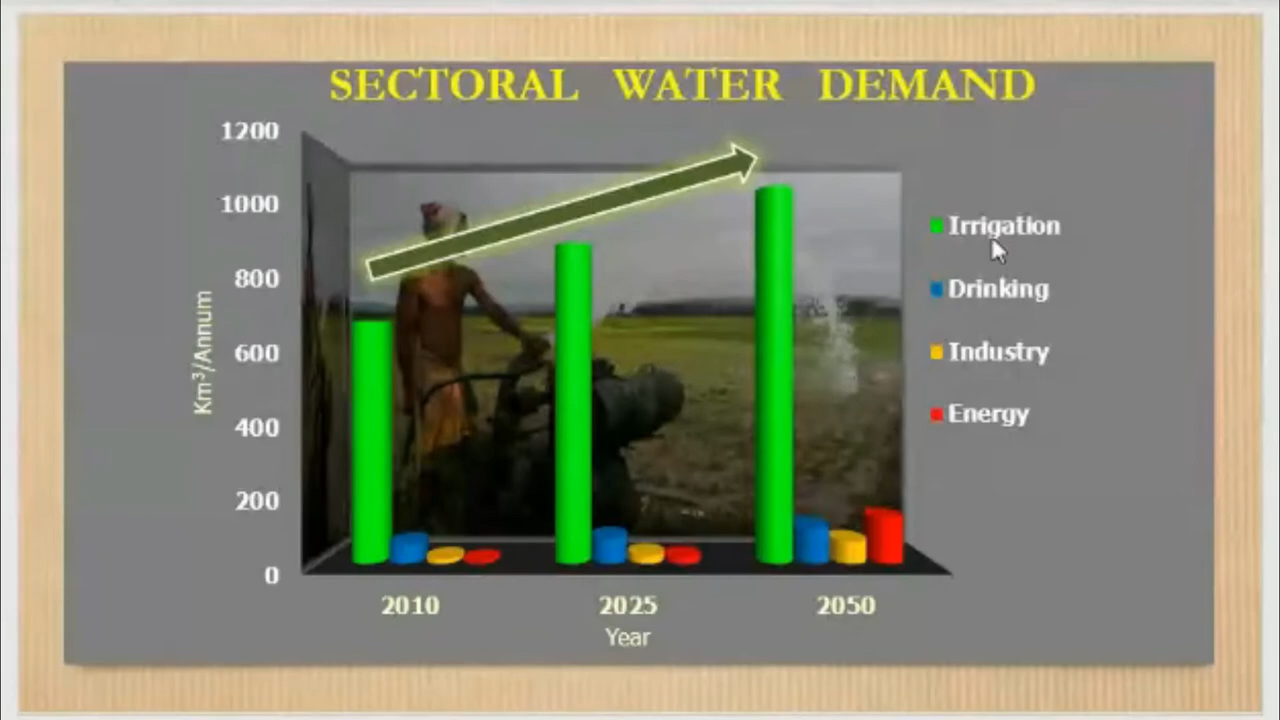 SECTORAL WATER DEMAND
1200
1000
800
600
400
200
0
Km³/Annum
2010 2025 2050
Year
Irrigation
Drinking
Industry
Energy